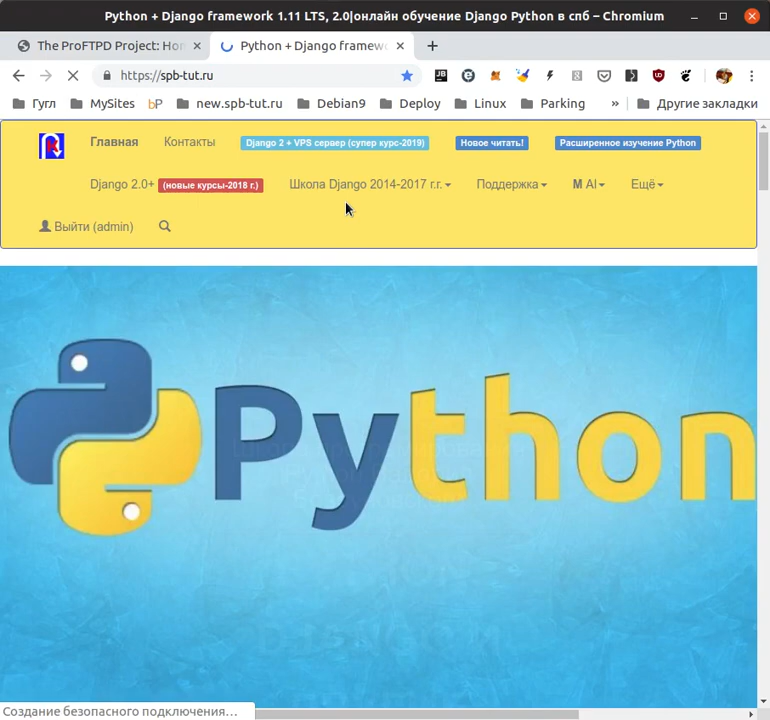 Python + Django framework 1.11 LTS, 2.0|онлайн обучение Django Python в спб – Chromium
The ProFTPD Project: Hon
Python + Django framewo
https://spb-tut.ru
Гугл MySites bP new.spb-tut.ru Debian9 Deploy Linux Parking » Другие закладки
Главная Контакты Django 2 + VPS сервер (супер курс-2019) Новое читать! Расширенное изучение Python
Django 2.0+ (новые курсы-2018 г.) Школа Django 2014-2017 г.г. Поддержка M AI Ещё
Выйти (admin)
Python
Создание безопасного подключения…